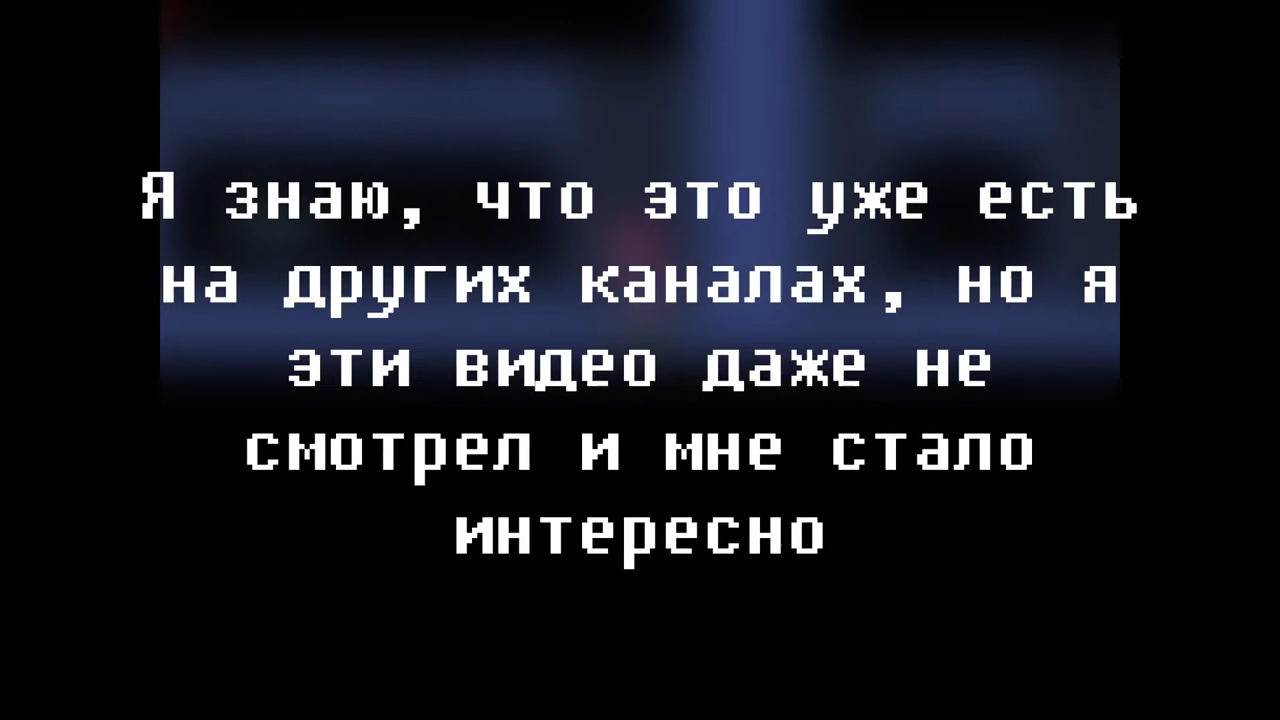 Я знаю, что это уже есть
на других каналах, но я
эти видео даже не
смотрел и мне стало
интересно